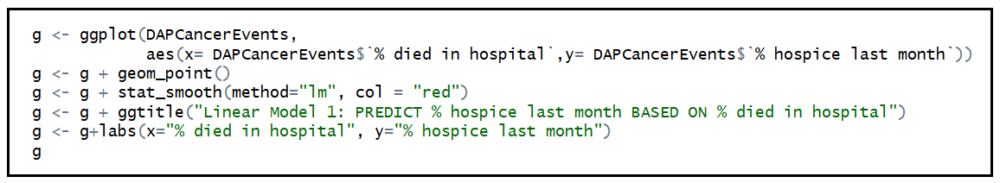 g <- ggplot(DAPCancerEvents,
aes(x= DAPCancerEvents$`% died in hospital`,y= DAPCancerEvents$`% hospice last month`))
g <- g + geom_point()
g <- g + stat_smooth(method="lm", col = "red")
g <- g + ggtitle("Linear Model 1: PREDICT % hospice last month BASED ON % died in hospital")
g <- g+labs(x="% died in hospital", y="% hospice last month")
g